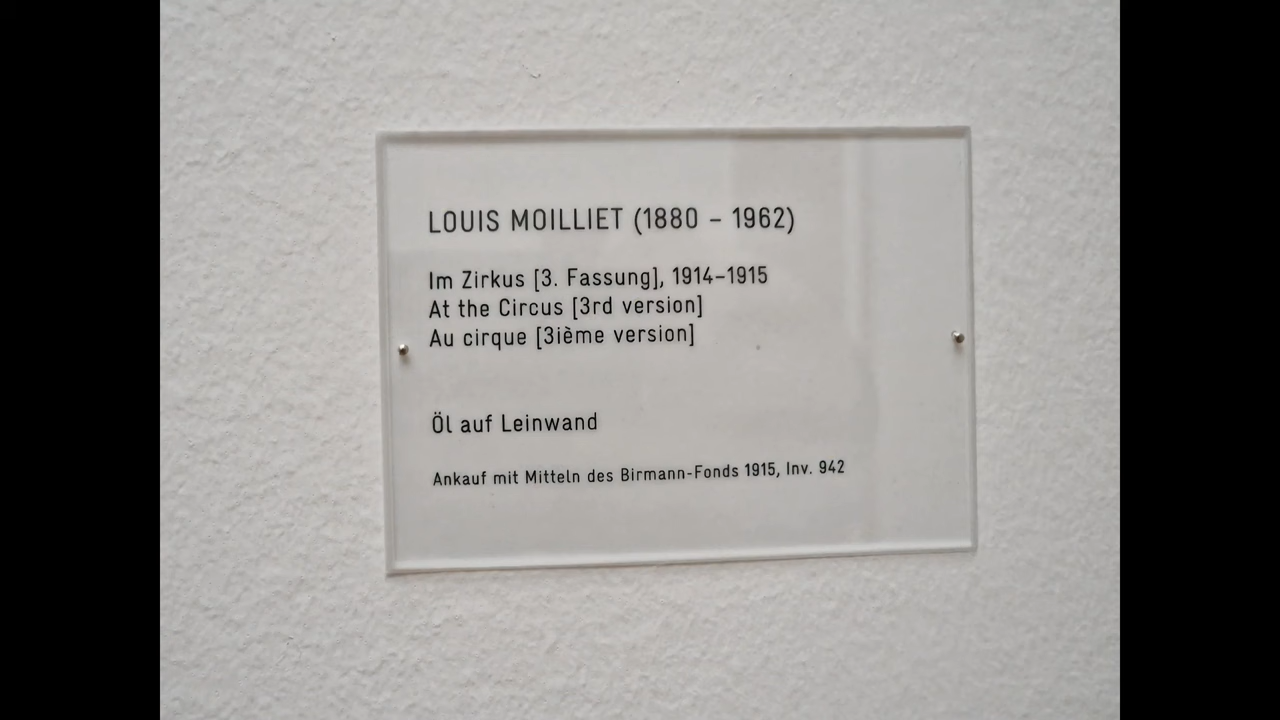 LOUIS MOILLIET (1880 – 1962)
Im Zirkus [3. Fassung], 1914–1915
At the Circus [3rd version]
Au cirque [3ième version]
Öl auf Leinwand
Ankauf mit Mitteln des Birmann-Fonds 1915, Inv. 942